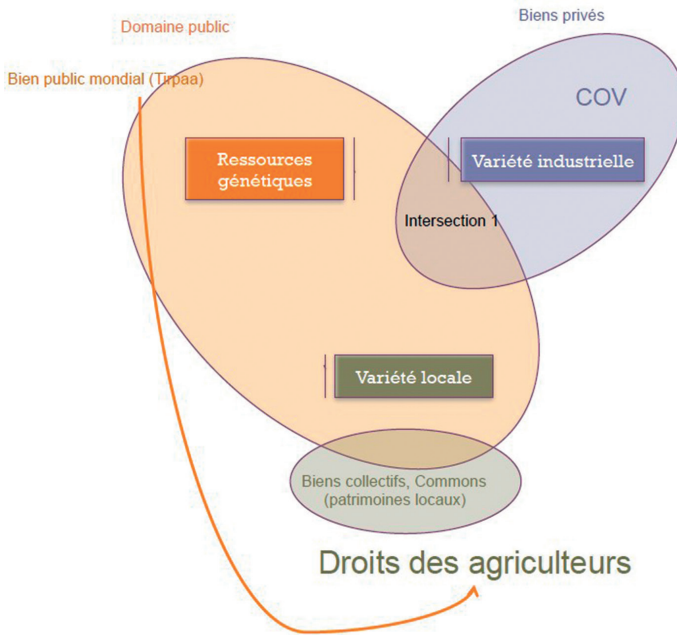 Biens privés
Domaine public
Bien public mondial (Tirpaa)
COV
Ressources
génétiques
Variété industrielle
Intersection 1
Variété locale
Biens collectifs, Commons
(patrimoines locaux)
Droits des agriculteurs